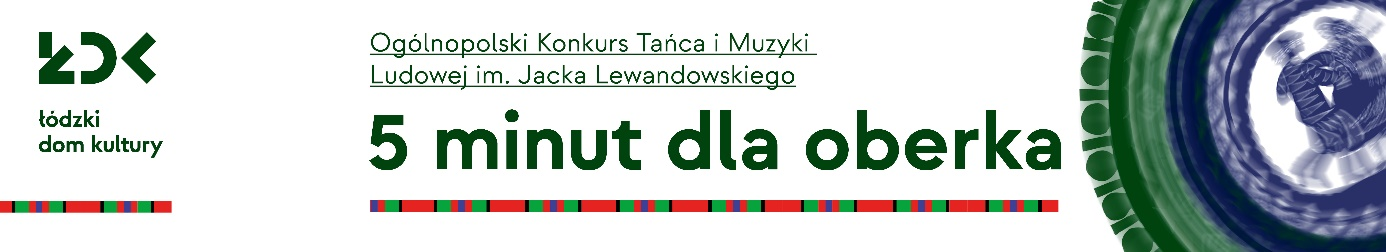 ŁDK
łódzki
dom kultury
Ogólnopolski Konkurs Tańca i Muzyki
Ludowej im. Jacka Lewandowskiego
5 minut dla oberka